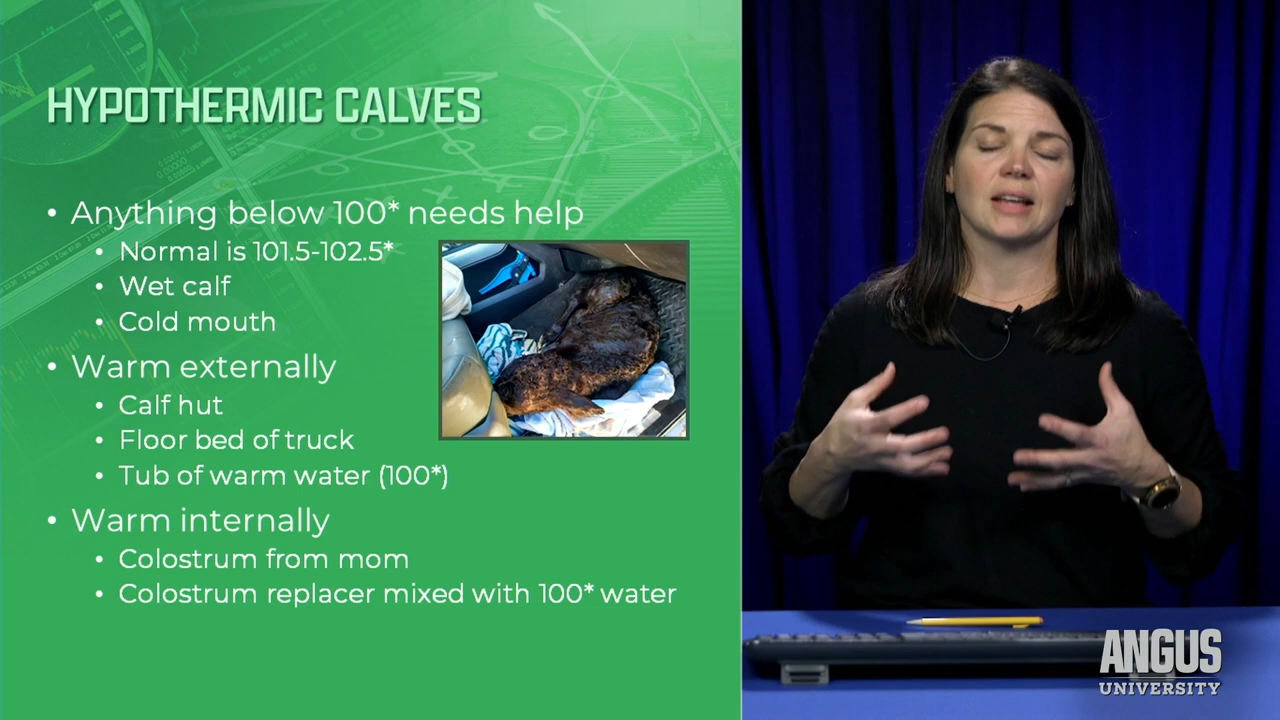 HYPOTHERMIC CALVES
• Anything below 100* needs help
• Normal is 101.5-102.5*
• Wet calf
• Cold mouth
• Warm externally
• Calf hut
• Floor bed of truck
• Tub of warm water (100*)
• Warm internally
• Colostrum from mom
• Colostrum replacer mixed with 100* water
ANGUS
UNIVERSITY